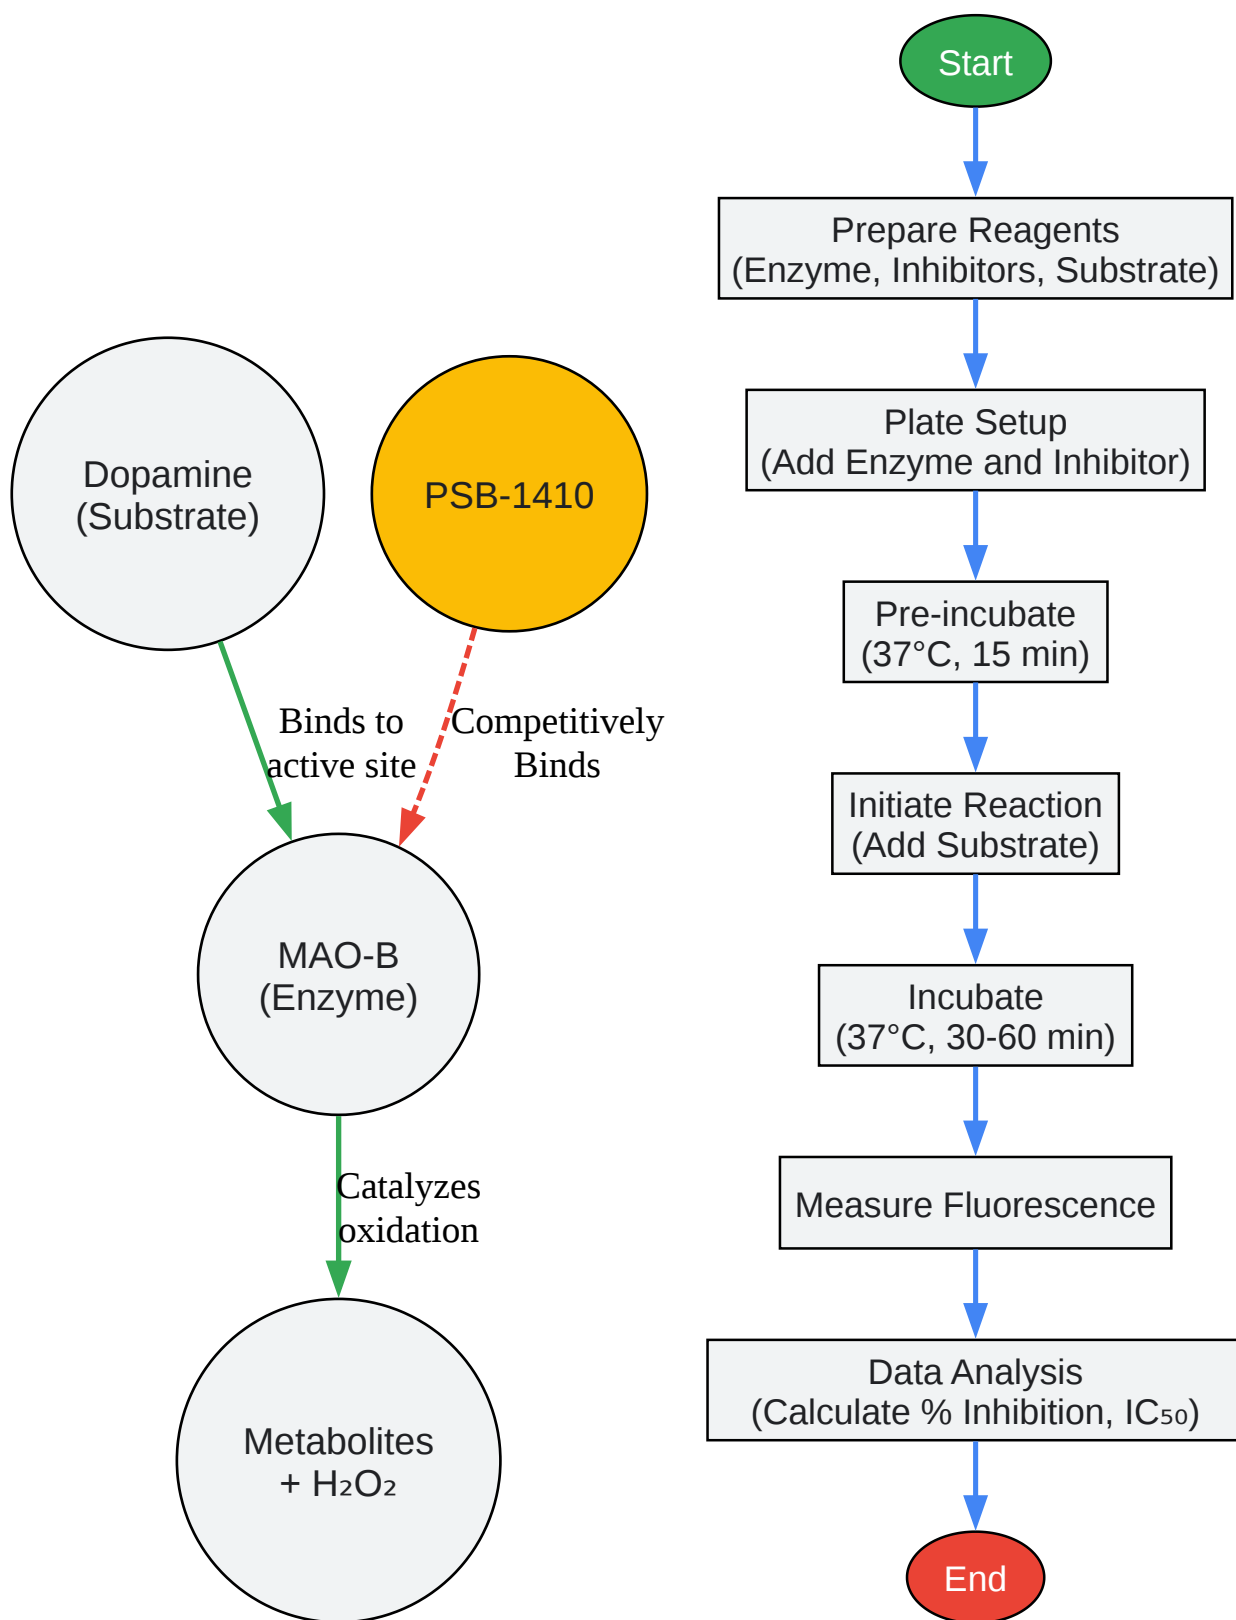 Dopamine
(Substrate)
PSB-1410
Binds to
active site
Competitively
Binds
MAO-B
(Enzyme)
Catalyzes
oxidation
Metabolites
+ H₂O₂
Start
Prepare Reagents
(Enzyme, Inhibitors, Substrate)
Plate Setup
(Add Enzyme and Inhibitor)
Pre-incubate
(37°C, 15 min)
Initiate Reaction
(Add Substrate)
Incubate
(37°C, 30-60 min)
Measure Fluorescence
Data Analysis
(Calculate % Inhibition, IC₅₀)
End